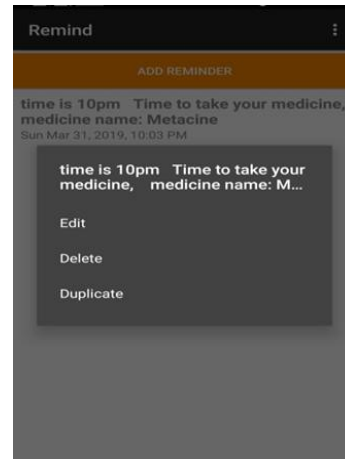 Remind
ADD REMINDER
time is 10pm Time to take your medicine,
medicine name: Metacine
Sun Mar 31, 2019, 10:03 PM
time is 10pm Time to take your
medicine, medicine name: M...
Edit
Delete
Duplicate